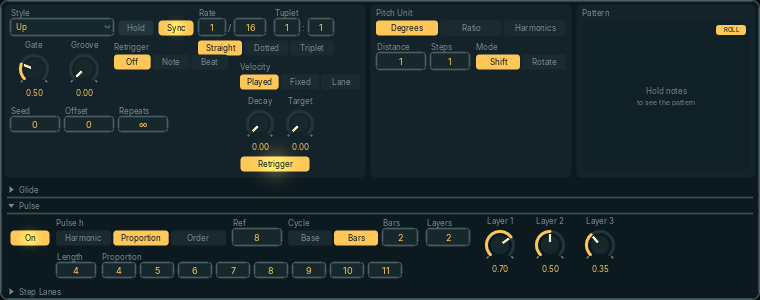 Style
Up
Hold
Sync
Rate
1 / 16
Tuplet
1 : 1
Straight
Dotted
Triplet
Gate
0.50
Groove
0.00
Retrigger
Off
Note
Beat
Velocity
Played
Fixed
Lane
Decay
0.00
Target
0.00
Retrigger
Seed
0
Offset
0
Repeats
∞
Pitch Unit
Degrees
Ratio
Harmonics
Distance
1
Steps
1
Mode
Shift
Rotate
Pattern
ROLL
Hold notes
to see the pattern
Glide
Pulse
On
Pulse h
Harmonic
Proportion
Order
Ref
8
Cycle
Base
Bars
Bars
2
Layers
2
Layer 1
0.70
Layer 2
0.50
Layer 3
0.35
Length
4
Proportion
4 5 6 7 8 9 10 11
Step Lanes